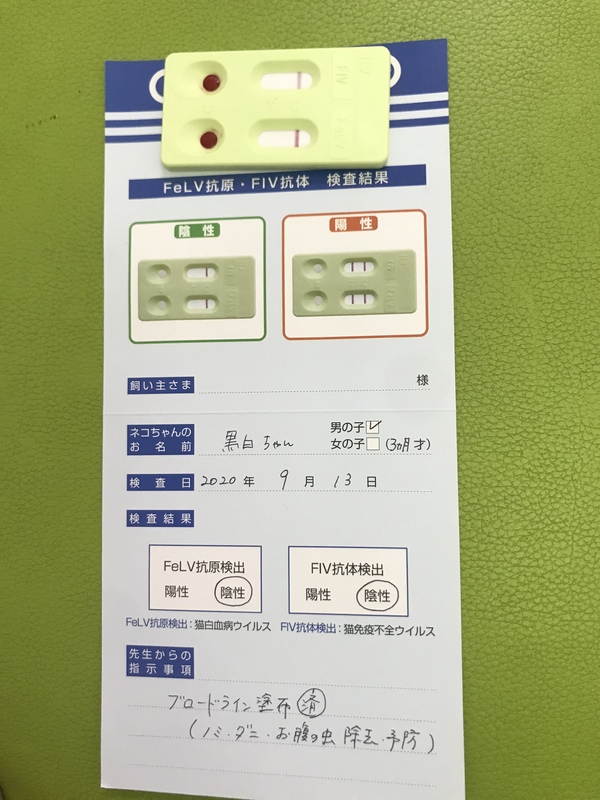 FIV
FeLV
FeLV抗原・FIV抗体 検査結果
陰性
陽性
飼い主さま 様
ネコちゃんの
お名前 黒白ちゃん
男の子☑
女の子□ (3ヵ月才)
検査日 2020年 9月 13日
検査結果
FeLV抗原検出
陽性 陰性
FIV抗体検出
陽性 陰性
FeLV抗原検出:猫白血病ウイルス FIV抗体検出:猫免疫不全ウイルス
先生からの
指示事項
ブロードライン塗布 済
(ノミ・ダニ・お腹の虫 除去・予防)